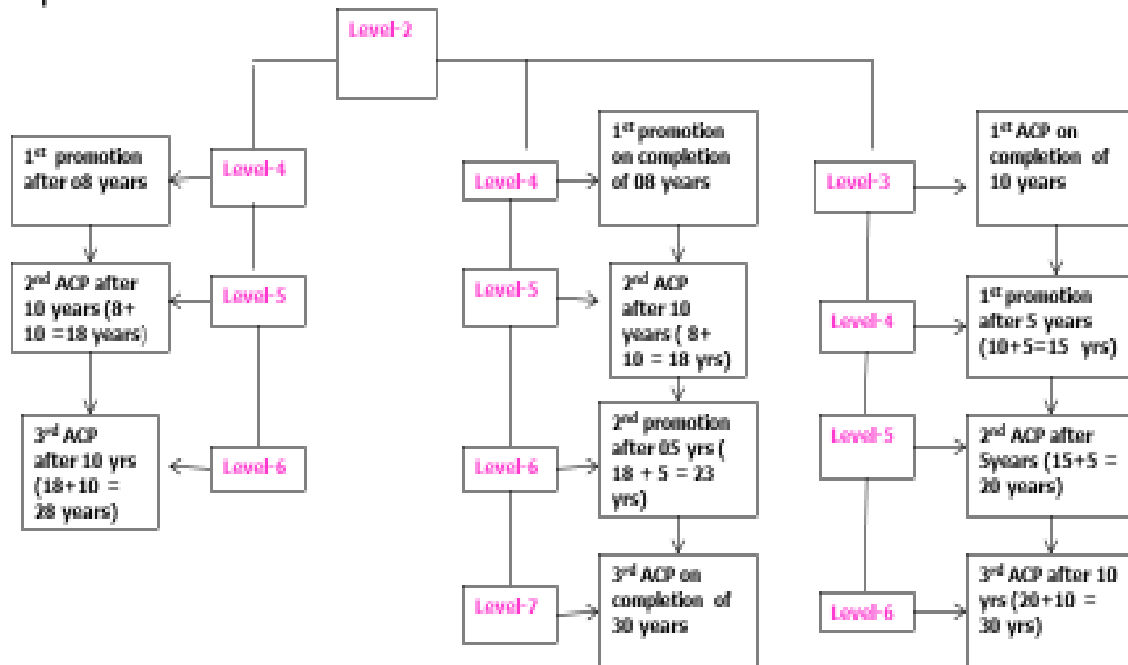 Level-2
1st promotion
after 08 years
Level-4
2nd ACP after
10 years (8+
10 =18 years)
Level-5
3rd ACP
after 10 yrs
(18+10 =
28 years)
Level-6
Level-4
1st promotion
on completion
of 08 years
Level-5
2nd ACP
after 10
years ( 8+
10 = 18 yrs)
Level-6
2nd promotion
after 05 yrs (
18 + 5 = 23
yrs)
Level-7
3rd ACP on
completion of
30 years
Level-3
1st ACP on
completion of
10 years
Level-4
1st promotion
after 5 years
(10+5=15 yrs)
Level-5
2nd ACP after
5years (15+5 =
20 years)
Level-6
3rd ACP after 10
yrs (20+10 =
30 yrs)